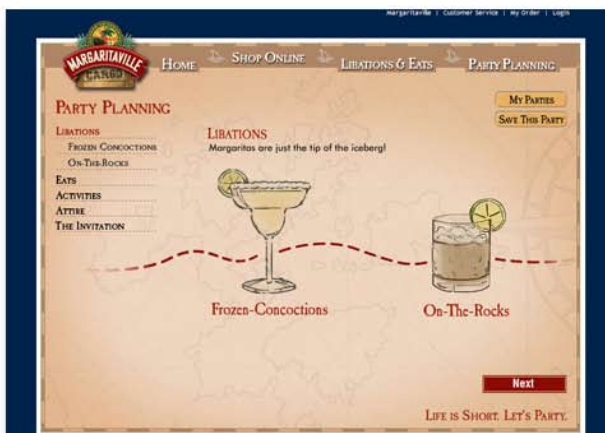 Margaritaville | Customer Service | My Order | Login
MARGARITAVILLE
CARGO
HOME
SHOP ONLINE
LIBATIONS & EATS
PARTY PLANNING
PARTY PLANNING
MY PARTIES
SAVE THIS PARTY
LIBATIONS
FROZEN CONCOCTIONS
ON-THE-ROCKS
EATS
ACTIVITIES
ATTIRE
THE INVITATION
LIBATIONS
Margaritas are just the tip of the iceberg!
Frozen-Concoctions
On-The-Rocks
Next
LIFE IS SHORT. LET'S PARTY.